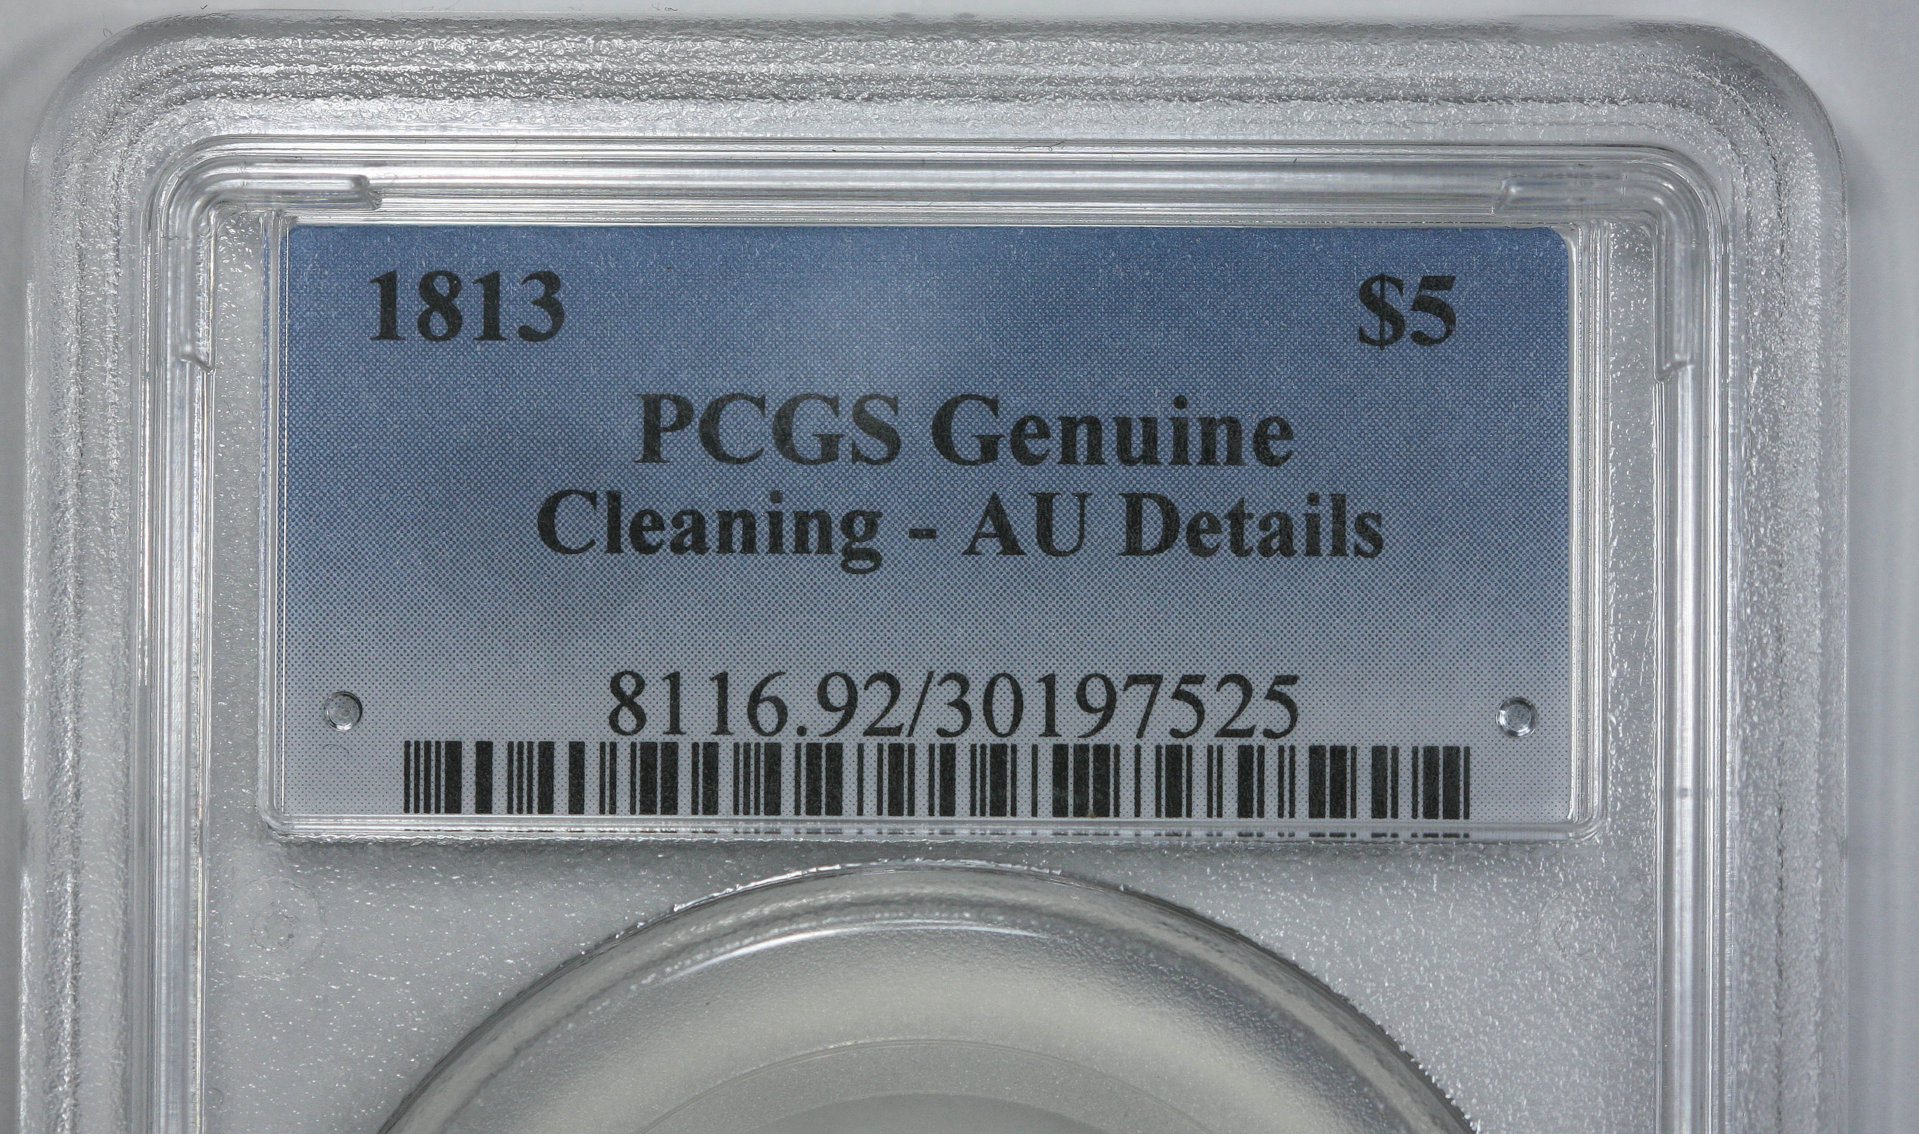 1813 $5
PCGS Genuine
Cleaning - AU Details
8116.92/30197525